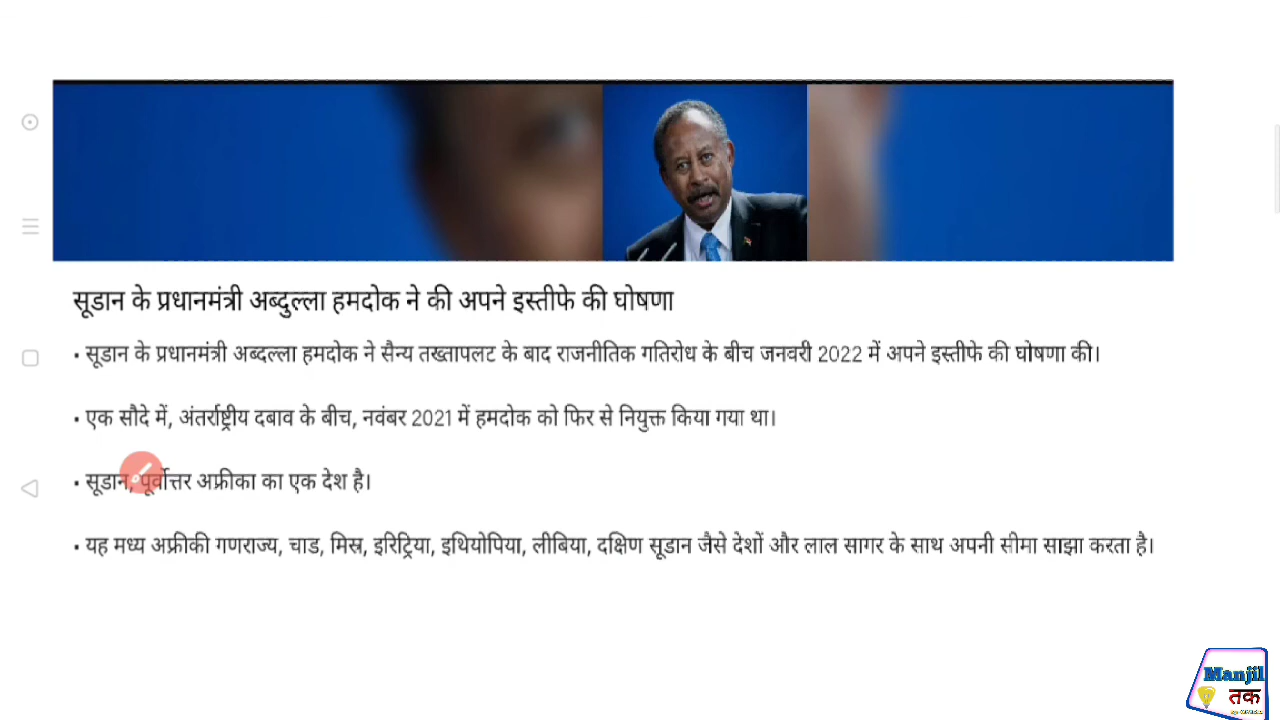 सूडान के प्रधानमंत्री अब्दुल्ला हमदोक ने की अपने इस्तीफे की घोषणा
• सूडान के प्रधानमंत्री अब्दल्ला हमदोक ने सैन्य तख्तापलट के बाद राजनीतिक गतिरोध के बीच जनवरी 2022 में अपने इस्तीफे की घोषणा की।
• एक सौदे में, अंतर्राष्ट्रीय दबाव के बीच, नवंबर 2021 में हमदोक को फिर से नियुक्त किया गया था।
• सूडान, पूर्वोत्तर अफ्रीका का एक देश है।
• यह मध्य अफ्रीकी गणराज्य, चाड, मिस्र, इरिट्रिया, इथियोपिया, लीबिया, दक्षिण सूडान जैसे देशों और लाल सागर के साथ अपनी सीमा साझा करता है।
Manjil
तक